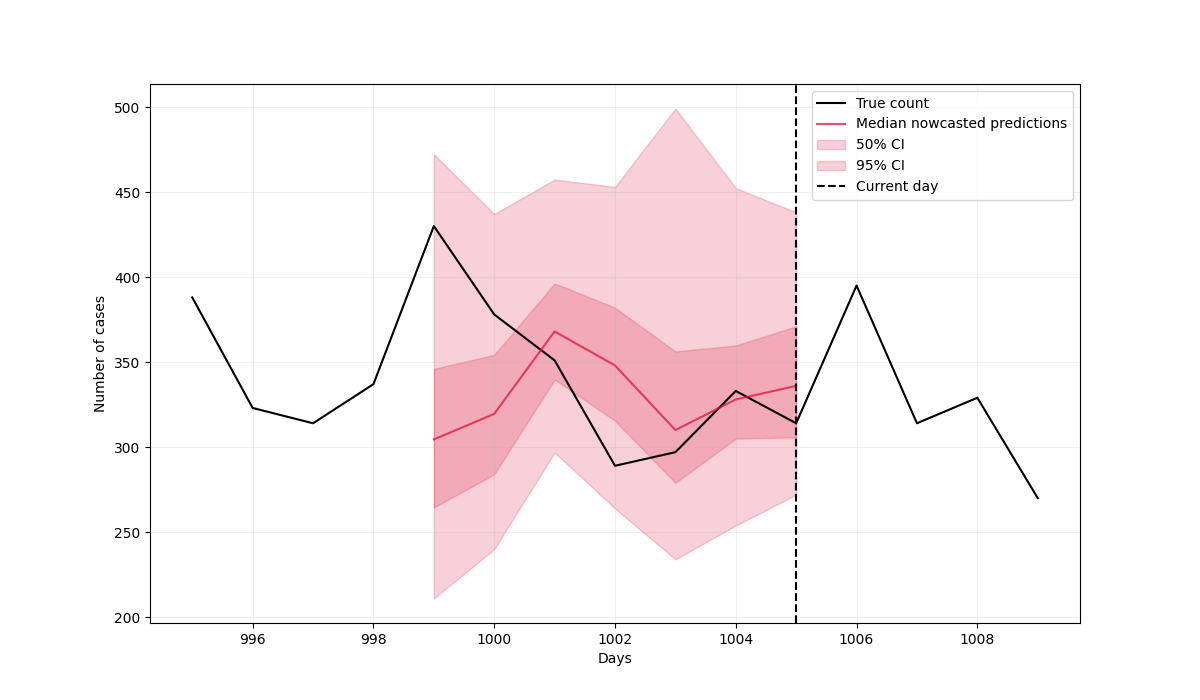 True count
Median nowcasted predictions
50% CI
95% CI
Current day
500
450
400
350
300
250
200
Number of cases
996
998
1000
1002
1004
1006
1008
Days